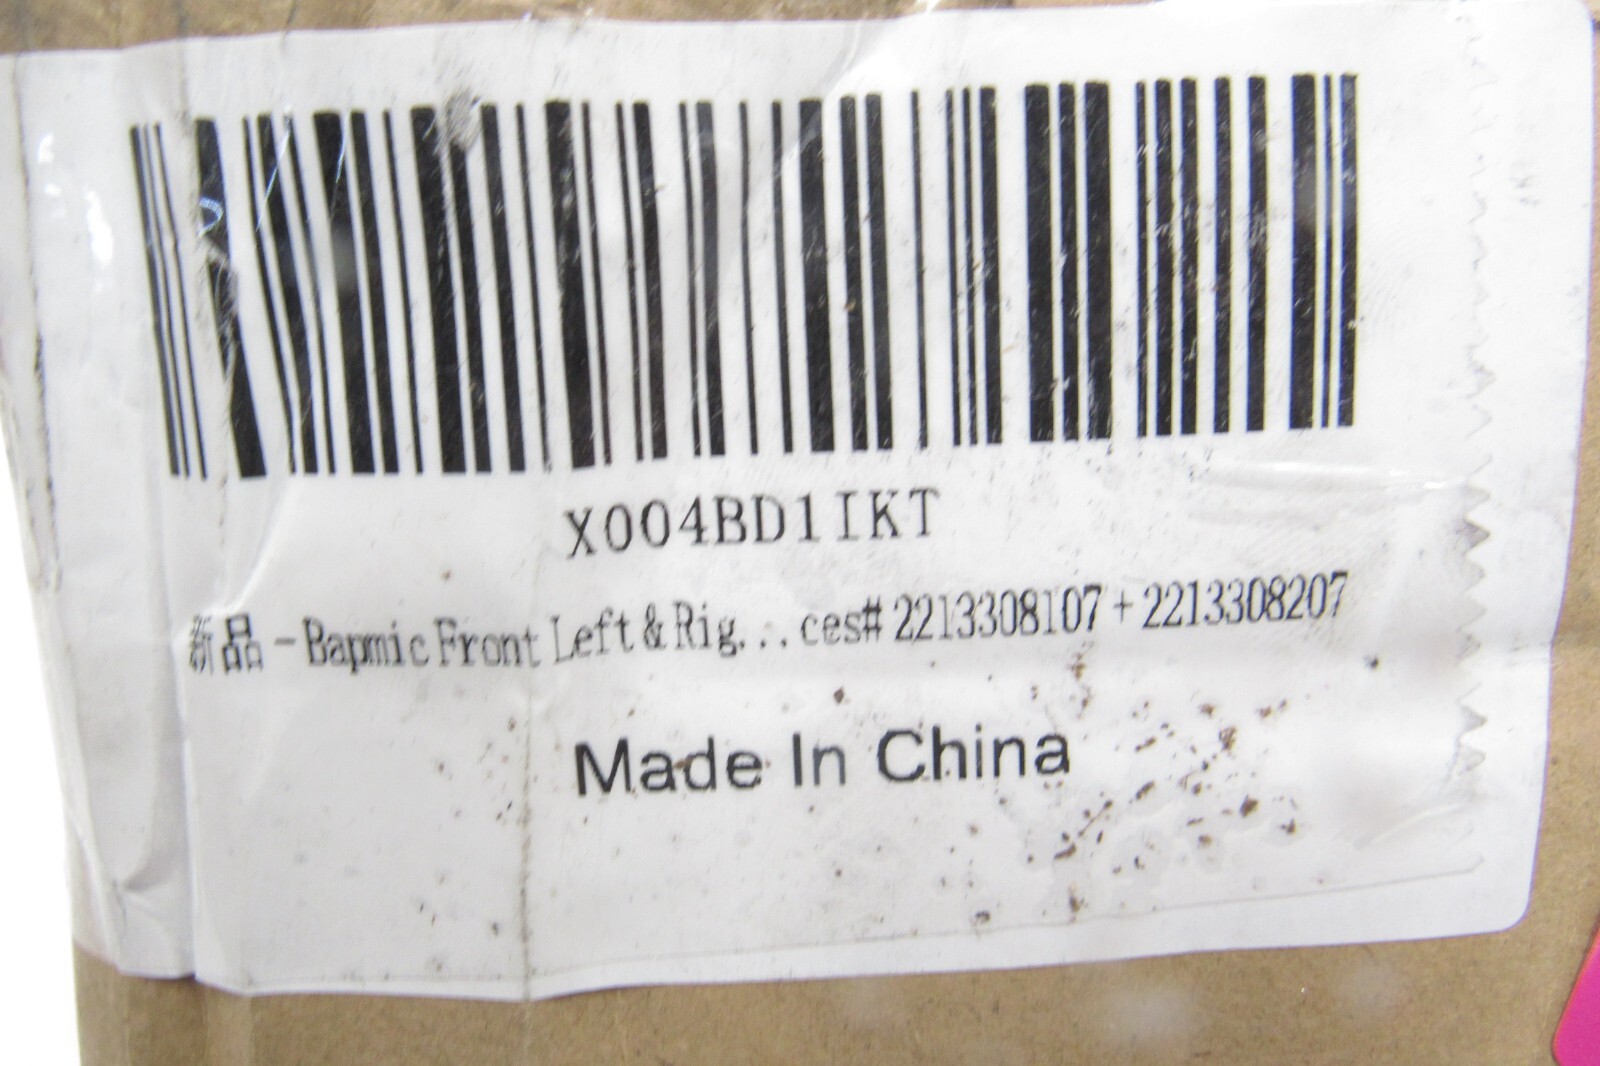 X004BD1IKT
新品 - Bapmic Front Left & Rig...ces# 2213308107 + 2213308207
Made In China